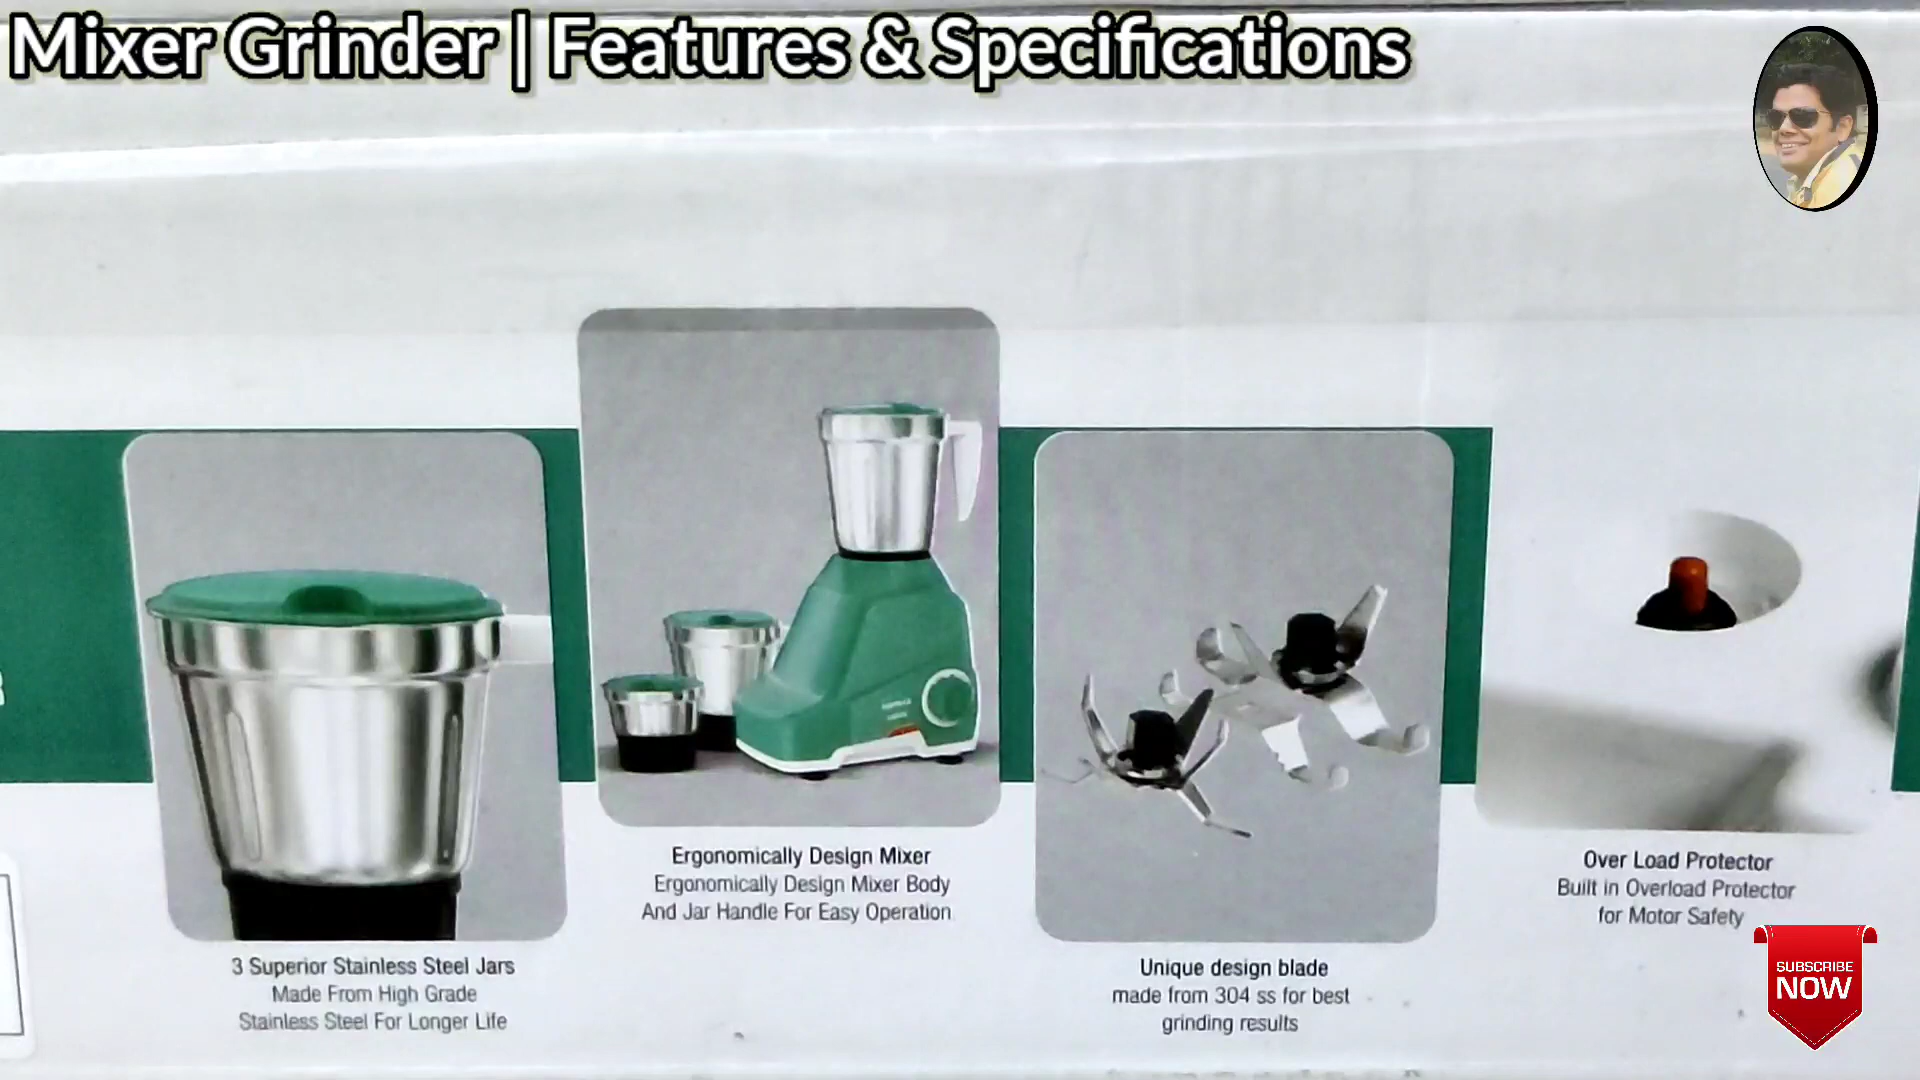 Mixer Grinder | Features & Specifications
3 Superior Stainless Steel Jars
Made From High Grade
Stainless Steel For Longer Life
Ergonomically Design Mixer
Ergonomically Design Mixer Body
And Jar Handle For Easy Operation
Unique design blade
made from 304 ss for best
grinding results
Over Load Protector
Built in Overload Protector
for Motor Safety
SUBSCRIBE
NOW